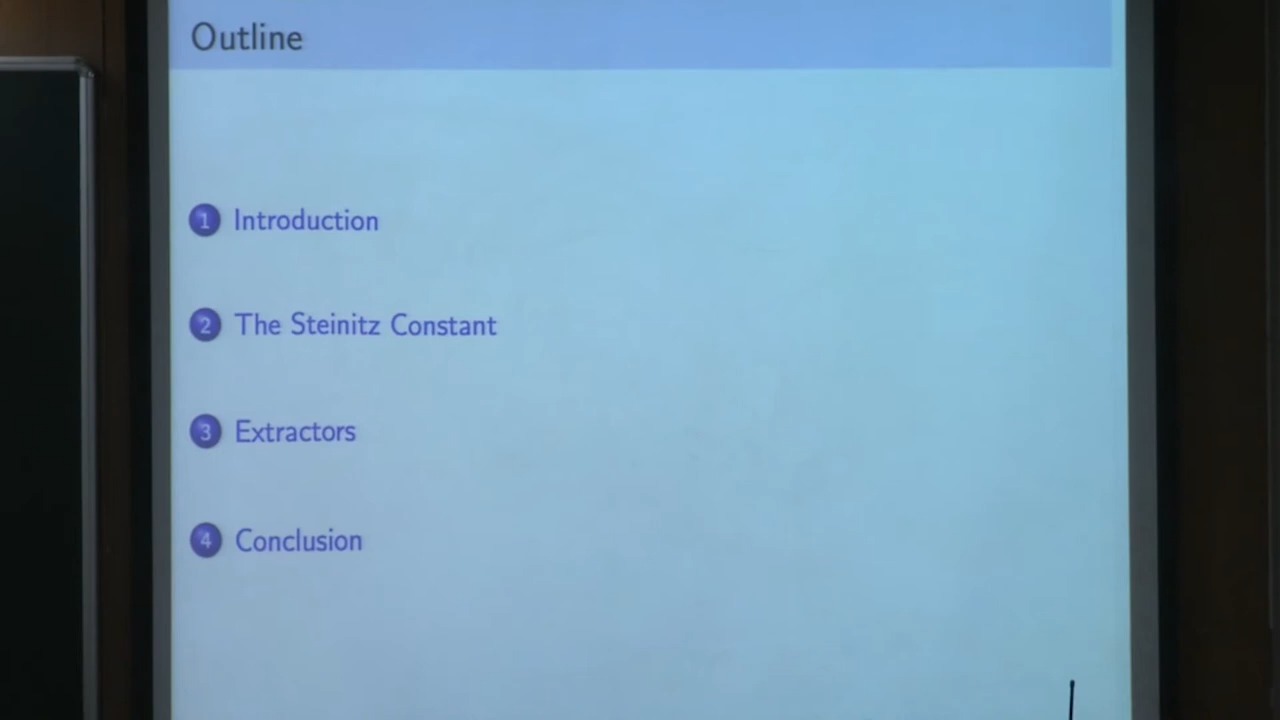 Outline
1 Introduction
2 The Steinitz Constant
3 Extractors
4 Conclusion